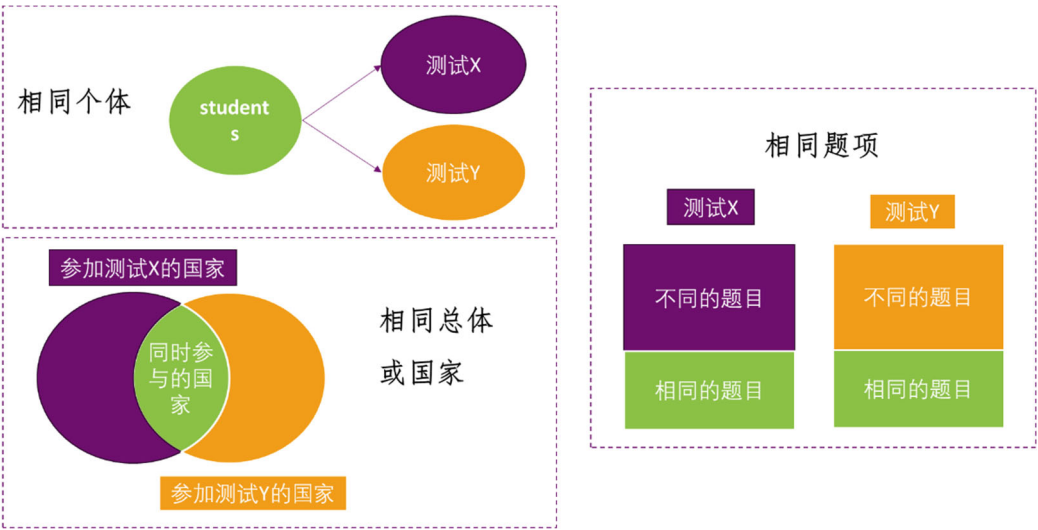 相同个体
student
s
测试X
测试Y
参加测试X的国家
同时参
与的国
家
相同总体
或国家
参加测试Y的国家
相同题项
测试X
测试Y
不同的题目
不同的题目
相同的题目
相同的题目